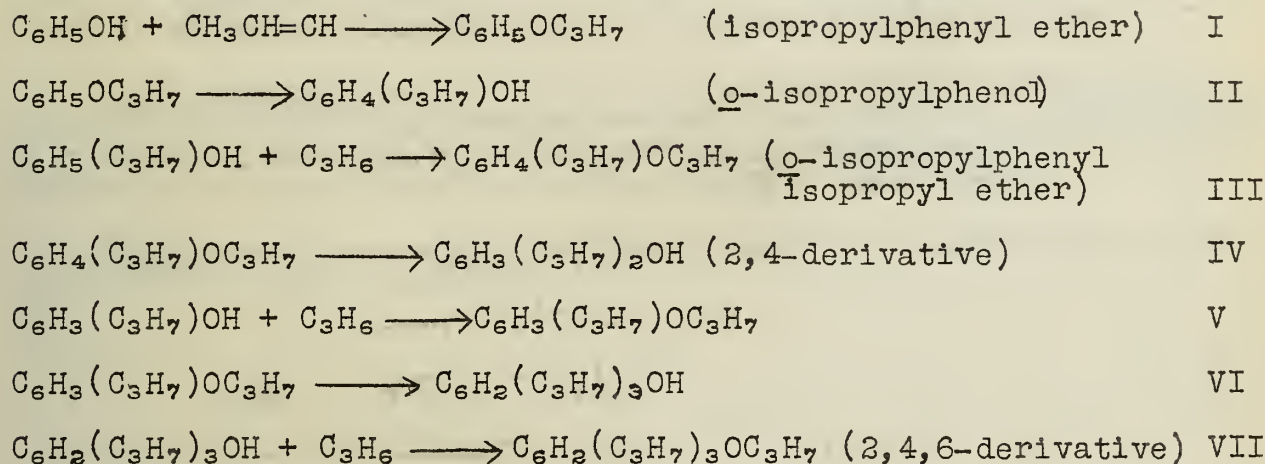 C₆H₅OH + CH₃CH=CH ⟶ C₆H₅OC₃H₇ (isopropylphenyl ether) I
C₆H₅OC₃H₇ ⟶ C₆H₄(C₃H₇)OH (o-isopropylphenol) II
C₆H₅(C₃H₇)OH + C₃H₆ ⟶ C₆H₄(C₃H₇)OC₃H₇ (o-isopropylphenyl
isopropyl ether) III
C₆H₄(C₃H₇)OC₃H₇ ⟶ C₆H₃(C₃H₇)₂OH (2,4-derivative) IV
C₆H₃(C₃H₇)OH + C₃H₆ ⟶ C₆H₃(C₃H₇)OC₃H₇ V
C₆H₃(C₃H₇)OC₃H₇ ⟶ C₆H₂(C₃H₇)₃OH VI
C₆H₂(C₃H₇)₃OH + C₃H₆ ⟶ C₆H₂(C₃H₇)₃OC₃H₇ (2,4,6-derivative) VII